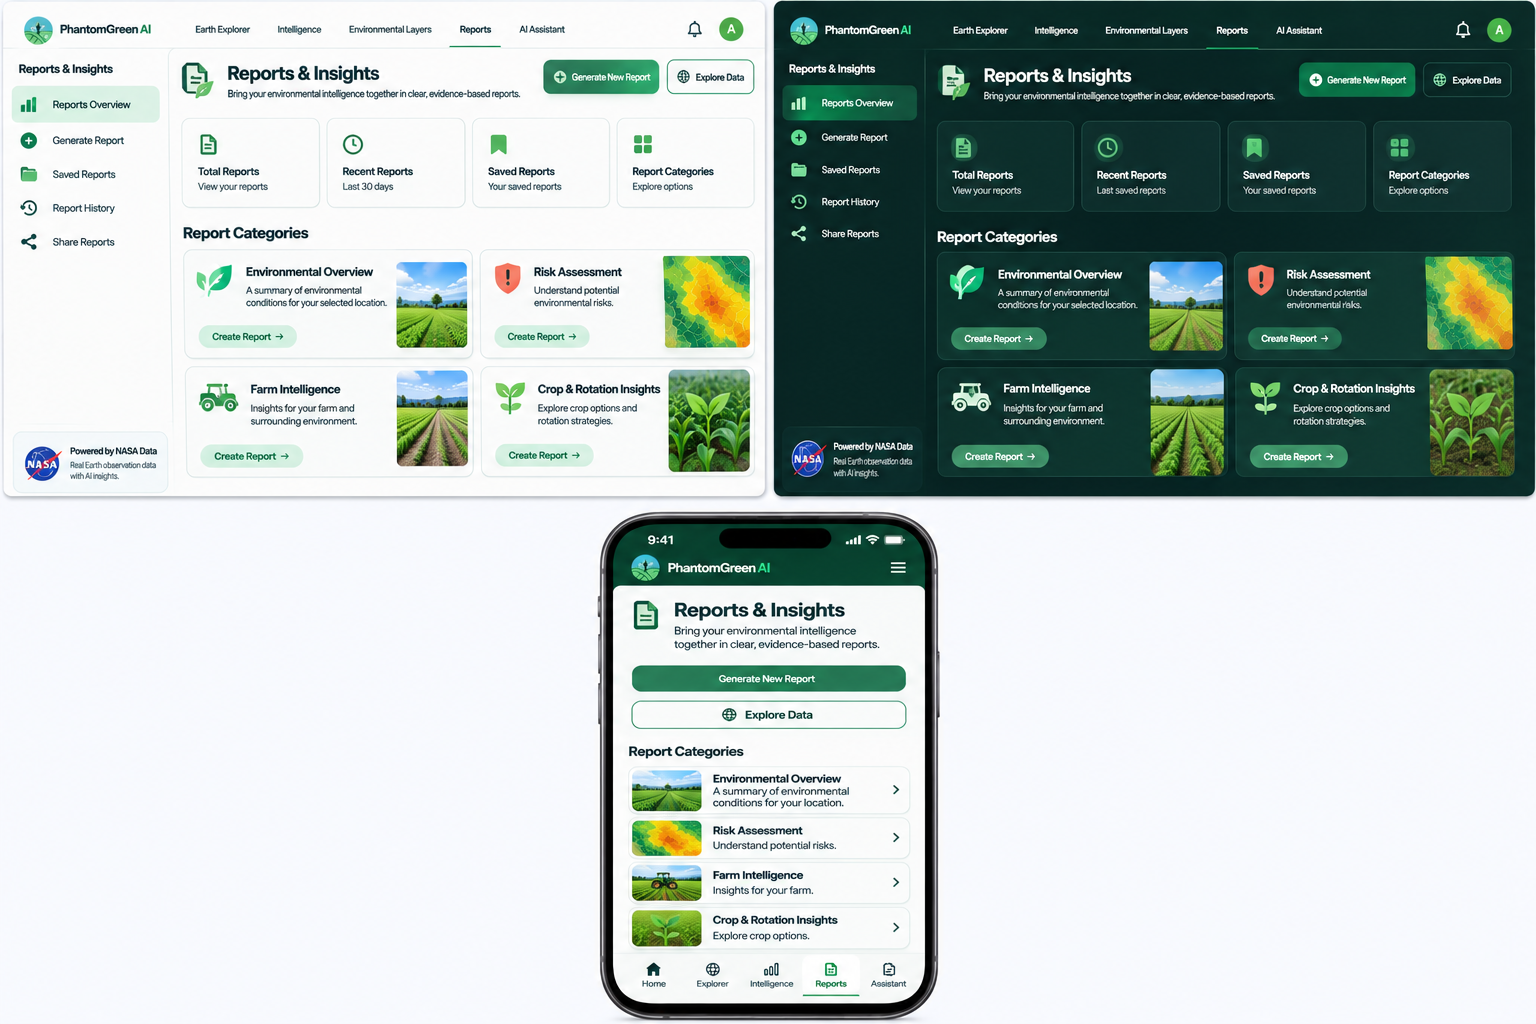 PhantomGreen AI
Earth Explorer
Intelligence
Environmental Layers
Reports
AI Assistant
A
Reports & Insights
Reports Overview
Generate Report
Saved Reports
Report History
Share Reports
NASA
Powered by NASA Data
Real Earth observation data
with AI insights.
Reports & Insights
Bring your environmental intelligence together in clear, evidence-based reports.
Generate New Report
Explore Data
Total Reports
View your reports
Recent Reports
Last 30 days
Saved Reports
Your saved reports
Report Categories
Explore options
Report Categories
Environmental Overview
A summary of environmental
conditions for your selected location.
Create Report →
Risk Assessment
Understand potential
environmental risks.
Create Report →
Farm Intelligence
Insights for your farm and
surrounding environment.
Create Report →
Crop & Rotation Insights
Explore crop options and
rotation strategies.
Create Report →
PhantomGreen AI
Earth Explorer
Intelligence
Environmental Layers
Reports
AI Assistant
A
Reports & Insights
Reports Overview
Generate Report
Saved Reports
Report History
Share Reports
NASA
Powered by NASA Data
Real Earth observation data
with AI insights.
Reports & Insights
Bring your environmental intelligence together in clear, evidence-based reports.
Generate New Report
Explore Data
Total Reports
View your reports
Recent Reports
Last saved reports
Saved Reports
Your saved reports
Report Categories
Explore options
Report Categories
Environmental Overview
A summary of environmental
conditions for your selected location.
Create Report →
Risk Assessment
Understand potential
environmental risks.
Create Report →
Farm Intelligence
Insights for your farm and
surrounding environment.
Create Report →
Crop & Rotation Insights
Explore crop options and
rotation strategies.
Create Report →
9:41
PhantomGreen AI
Reports & Insights
Bring your environmental intelligence
together in clear, evidence-based reports.
Generate New Report
Explore Data
Report Categories
Environmental Overview
A summary of environmental
conditions for your location.
Risk Assessment
Understand potential risks.
Farm Intelligence
Insights for your farm.
Crop & Rotation Insights
Explore crop options.
Home
Explorer
Intelligence
Reports
Assistant